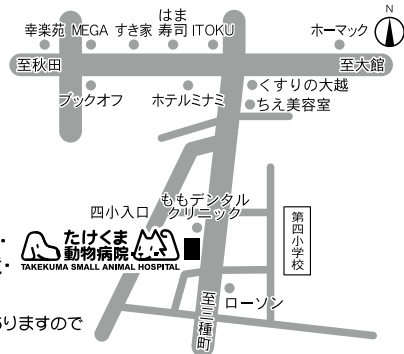 N
幸楽苑 MEGA すき家 はま寿司 ITOKU ホーマック
至秋田
至大館
ブックオフ
ホテルミナミ
くすりの大越
ちえ美容室
ももデンタル
クリニック
四小入口
第四小学校
たけくま
動物病院
TAKEKUMA SMALL ANIMAL HOSPITAL
ローソン
至三種町
ありますので